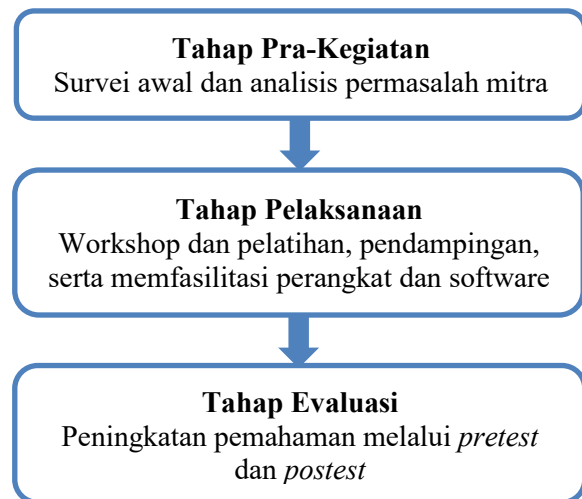 Tahap Pra-Kegiatan
Survei awal dan analisis permasalah mitra
Tahap Pelaksanaan
Workshop dan pelatihan, pendampingan,
serta memfasilitasi perangkat dan software
Tahap Evaluasi
Peningkatan pemahaman melalui pretest
dan postest